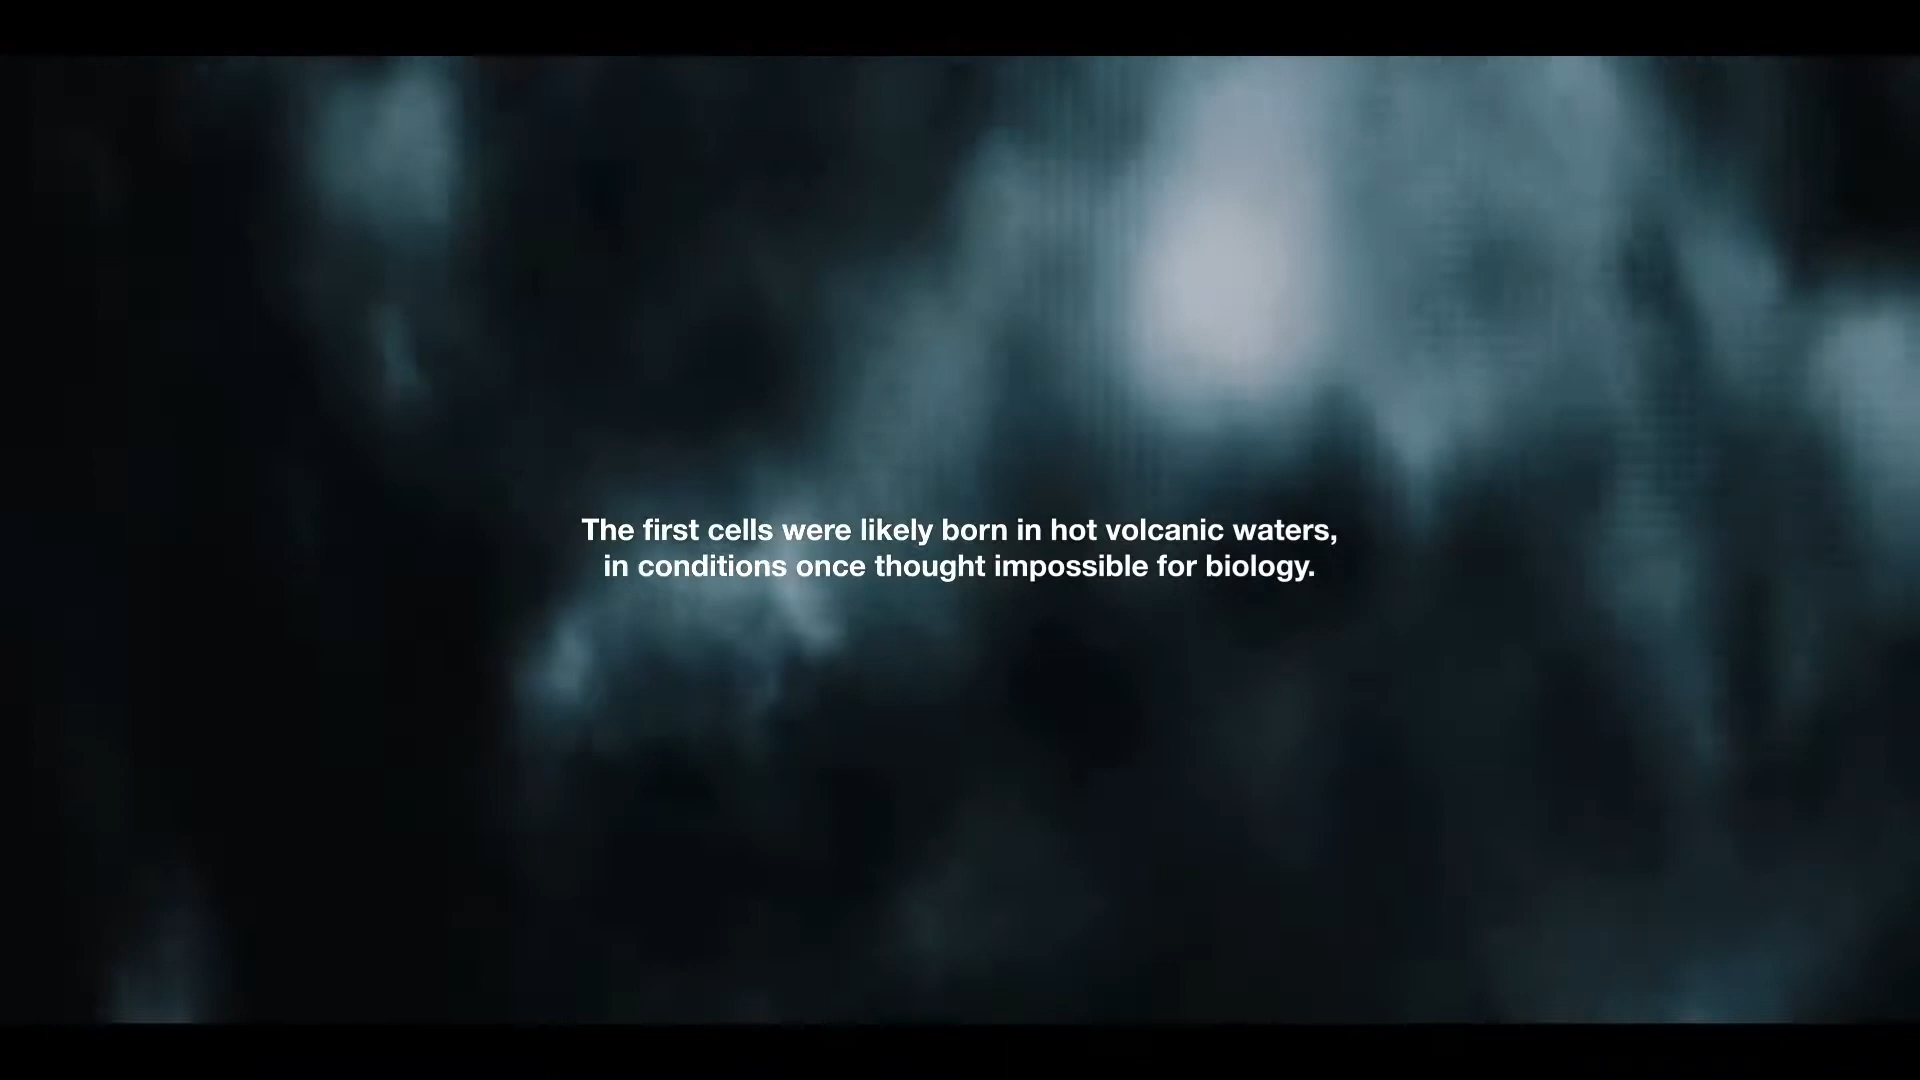 The first cells were likely born in hot volcanic waters,
in conditions once thought impossible for biology.